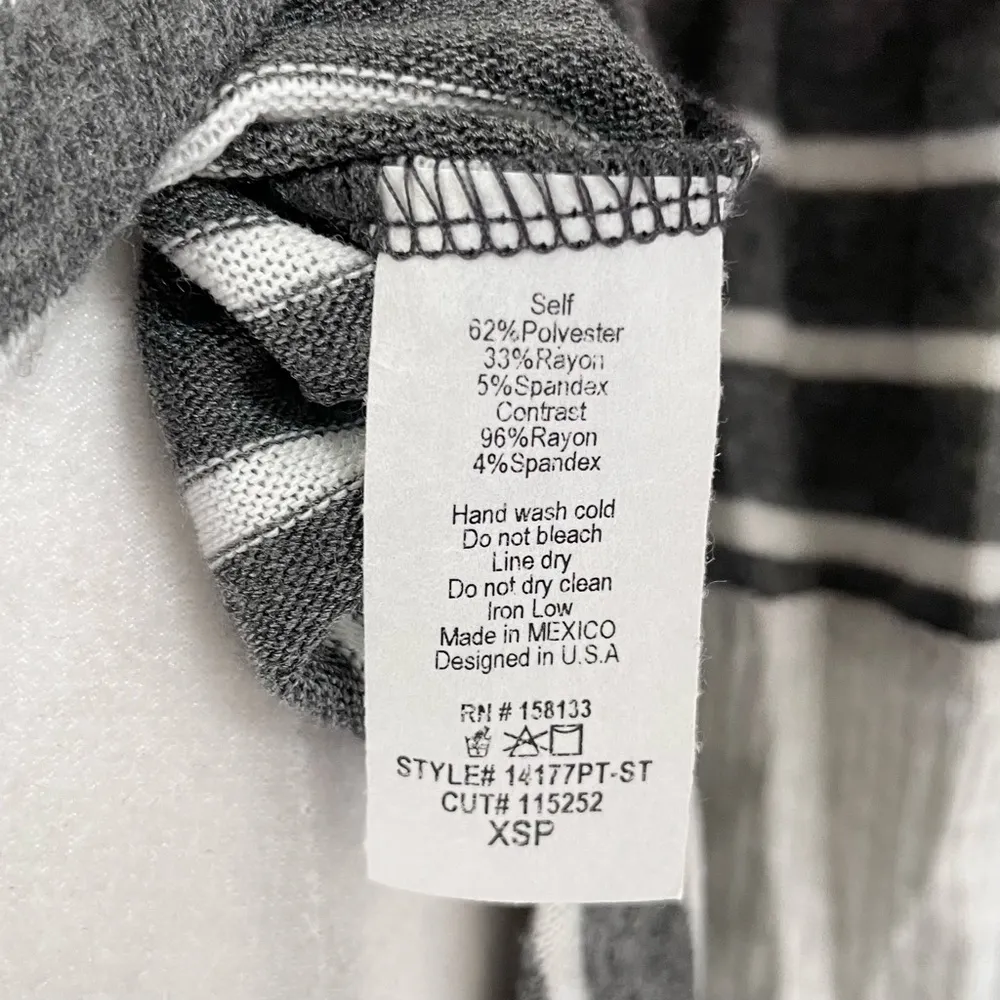 Self
62%Polyester
33%Rayon
5%Spandex
Contrast
96%Rayon
4%Spandex
Hand wash cold
Do not bleach
Line dry
Do not dry clean
Iron Low
Made in MEXICO
Designed in U.S.A
RN # 158133
STYLE# 14177PT-ST
CUT# 115252
XSP